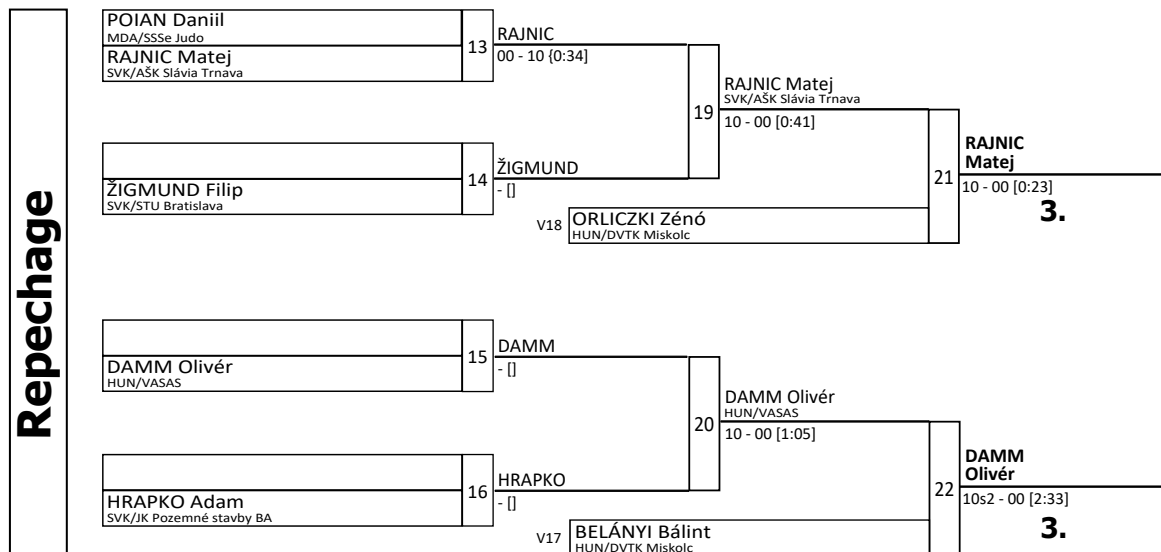 Repechage
POIAN Daniil
MDA/SSSe Judo
RAJNIC Matej
SVK/AŠK Slávia Trnava
13
RAJNIC
00 - 10 {0:34]
ŽIGMUND Filip
SVK/STU Bratislava
14
ŽIGMUND
- []
19
RAJNIC Matej
SVK/AŠK Slávia Trnava
10 - 00 [0:41]
V18
ORLICZKI Zénó
HUN/DVTK Miskolc
21
RAJNIC
Matej
10 - 00 [0:23]
3.
DAMM Olivér
HUN/VASAS
15
DAMM
- []
HRAPKO Adam
SVK/JK Pozemné stavby BA
16
HRAPKO
- []
20
DAMM Olivér
HUN/VASAS
10 - 00 [1:05]
V17
BELÁNYI Bálint
HUN/DVTK Miskolc
22
DAMM
Olivér
10s2 - 00 [2:33]
3.